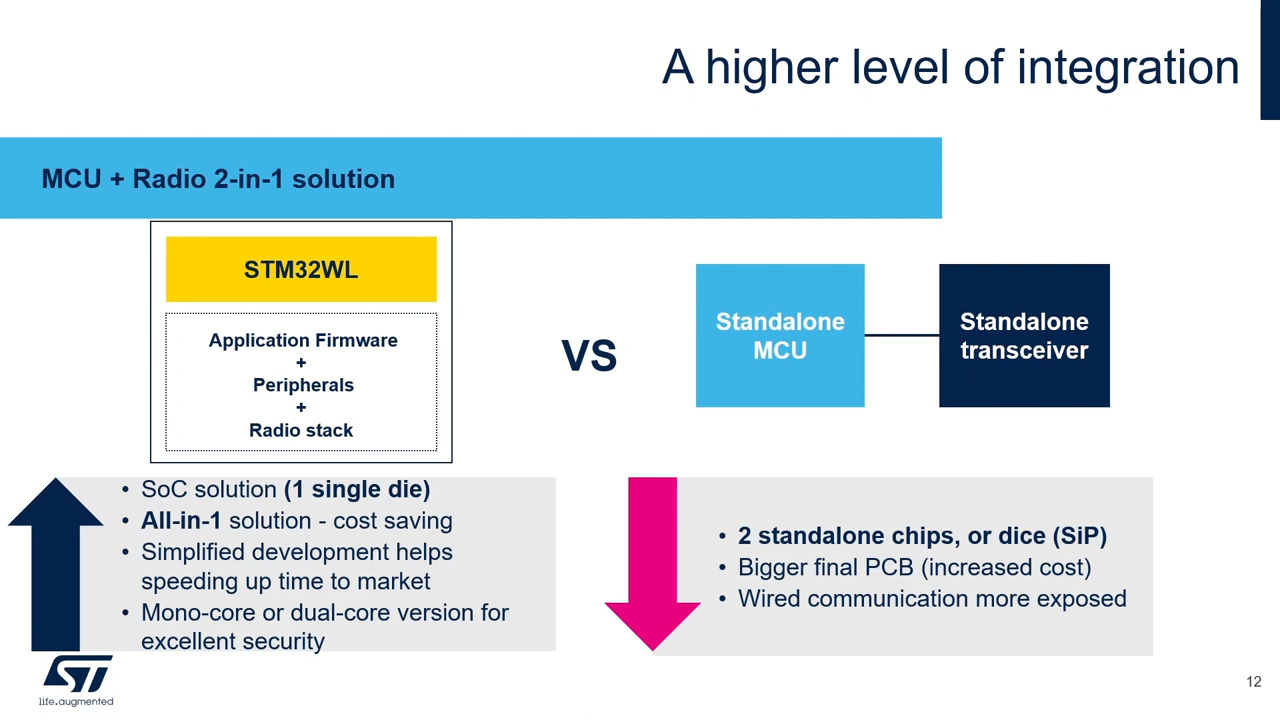 A higher level of integration
MCU + Radio 2-in-1 solution
STM32WL
Application Firmware
+
Peripherals
+
Radio stack
VS
Standalone
MCU
Standalone
transceiver
• SoC solution (1 single die)
• All-in-1 solution - cost saving
• Simplified development helps
speeding up time to market
• Mono-core or dual-core version for
excellent security
• 2 standalone chips, or dice (SiP)
• Bigger final PCB (increased cost)
• Wired communication more exposed
ST
life.augmented
12